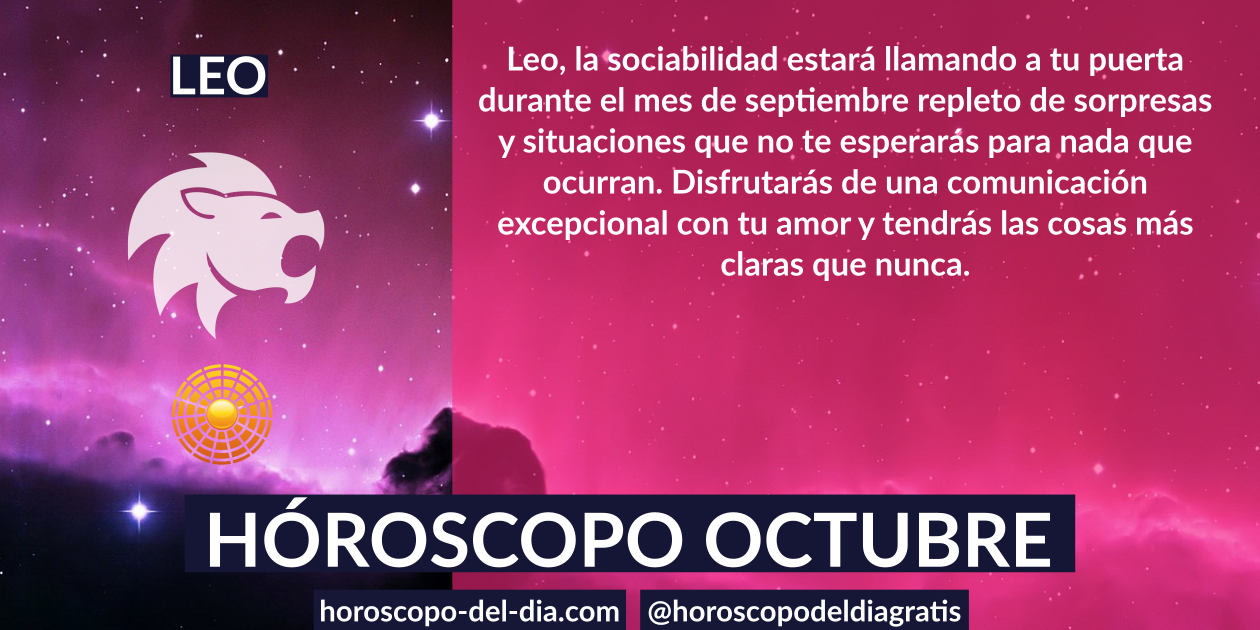 LEO
Leo, la sociabilidad estará llamando a tu puerta
durante el mes de septiembre repleto de sorpresas
y situaciones que no te esperarás para nada que
ocurran. Disfrutarás de una comunicación
excepcional con tu amor y tendrás las cosas más
claras que nunca.
HÓROSCOPO OCTUBRE
horoscopo-del-dia.com
@horoscopodeldiagratis